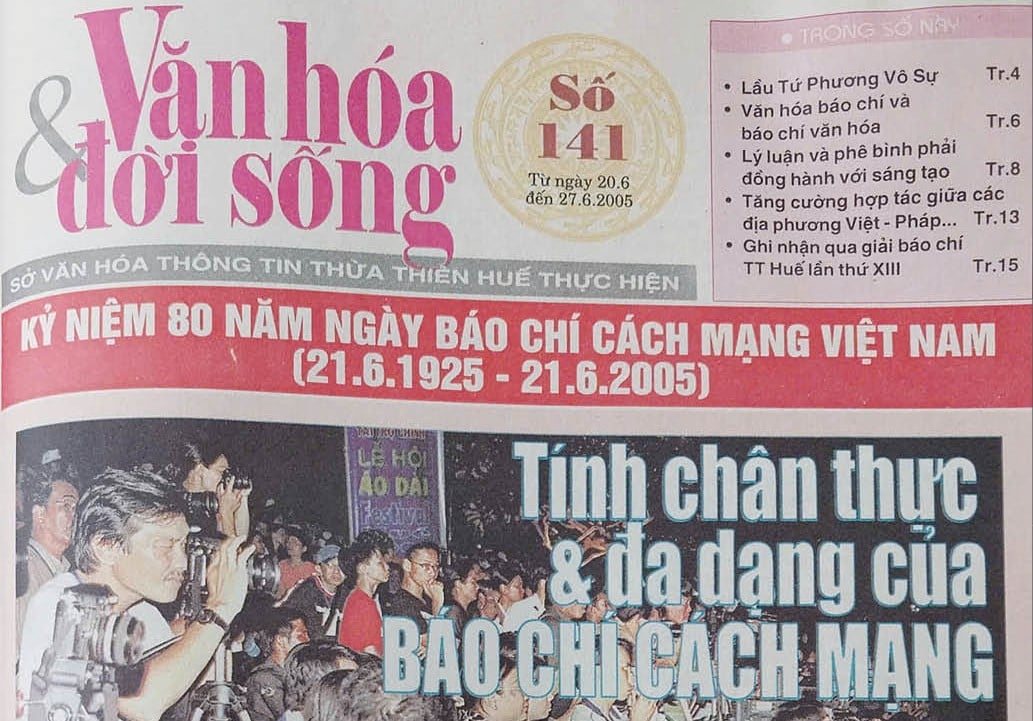 Văn hóa
& đời sống
Số
141
Từ ngày 20.6
đến 27.6.2005
• TRONG SỐ NÀY
• Lầu Tứ Phương Vô Sự Tr.4
• Văn hóa báo chí và
báo chí văn hóa Tr.6
• Lý luận và phê bình phải
đồng hành với sáng tạo Tr.8
• Tăng cường hợp tác giữa các
địa phương Việt - Pháp... Tr.13
• Ghi nhận qua giải báo chí
TT Huế lần thứ XIII Tr.15
SỞ VĂN HÓA THÔNG TIN THỪA THIÊN HUẾ THỰC HIỆN
KỶ NIỆM 80 NĂM NGÀY BÁO CHÍ CÁCH MẠNG VIỆT NAM
(21.6.1925 - 21.6.2005)
LỄ HỘI
ÁO DÀI
Festival
Tính chân thực
& đa dạng của
BÁO CHÍ CÁCH MẠNG